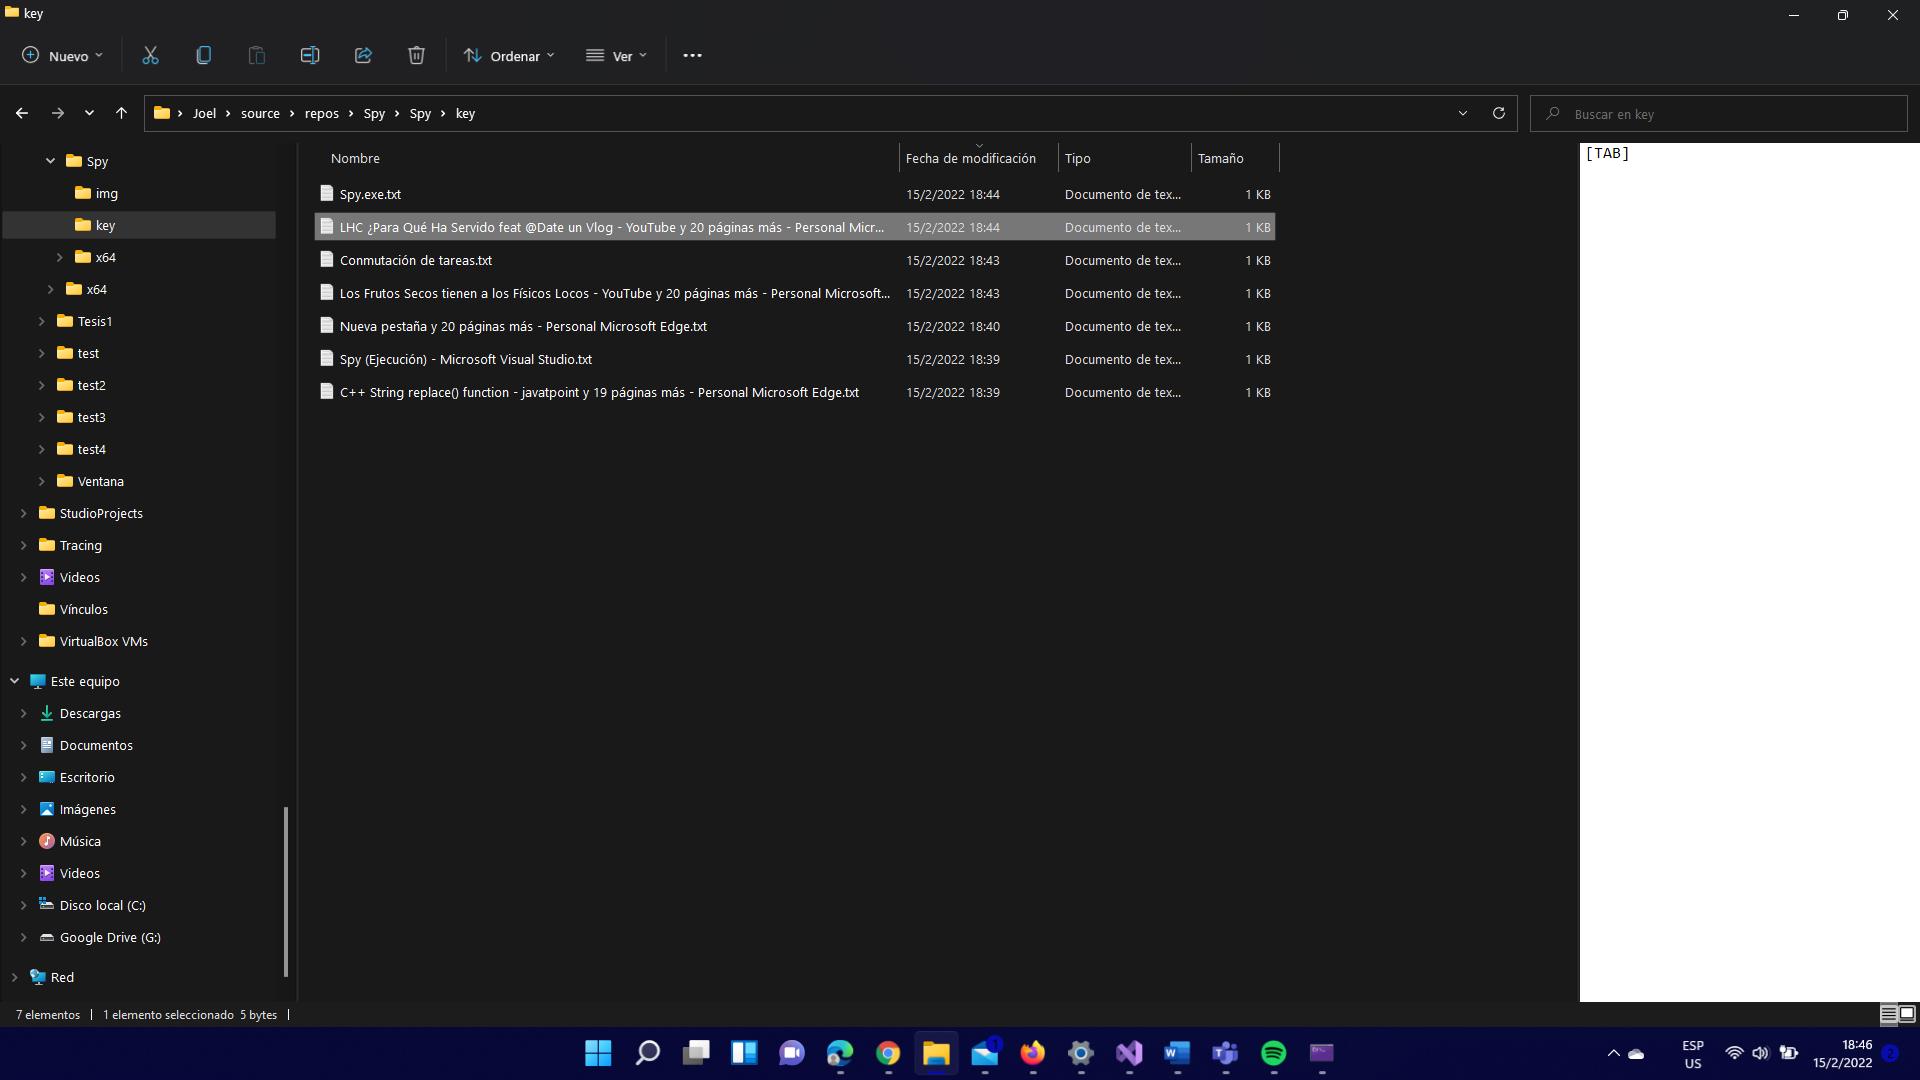 key
Nuevo
Ordenar
Ver
Joel > source > repos > Spy > Spy > key
Buscar en key
Spy
img
key
x64
x64
Tesis1
test
test2
test3
test4
Ventana
StudioProjects
Tracing
Videos
Vínculos
VirtualBox VMs
Este equipo
Descargas
Documentos
Escritorio
Imágenes
Música
Videos
Disco local (C:)
Google Drive (G:)
Red
Nombre Fecha de modificación Tipo Tamaño
Spy.exe.txt 15/2/2022 18:44 Documento de tex... 1 KB
LHC ¿Para Qué Ha Servido feat @Date un Vlog - YouTube y 20 páginas más - Personal Micr... 15/2/2022 18:44 Documento de tex... 1 KB
Conmutación de tareas.txt 15/2/2022 18:43 Documento de tex... 1 KB
Los Frutos Secos tienen a los Físicos Locos - YouTube y 20 páginas más - Personal Microsoft... 15/2/2022 18:43 Documento de tex... 1 KB
Nueva pestaña y 20 páginas más - Personal Microsoft Edge.txt 15/2/2022 18:40 Documento de tex... 1 KB
Spy (Ejecución) - Microsoft Visual Studio.txt 15/2/2022 18:39 Documento de tex... 1 KB
C++ String replace() function - javatpoint y 19 páginas más - Personal Microsoft Edge.txt 15/2/2022 18:39 Documento de tex... 1 KB
[TAB]
7 elementos
1 elemento seleccionado 5 bytes
ESP
US
18:46
15/2/2022
2